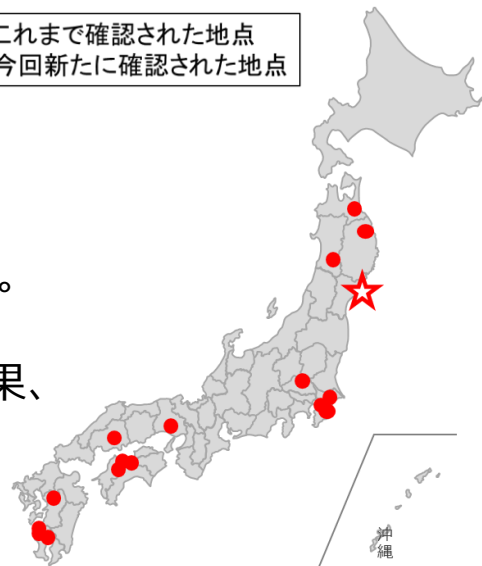 これまで確認された地点
今回新たに確認された地点
。
果、
沖
縄